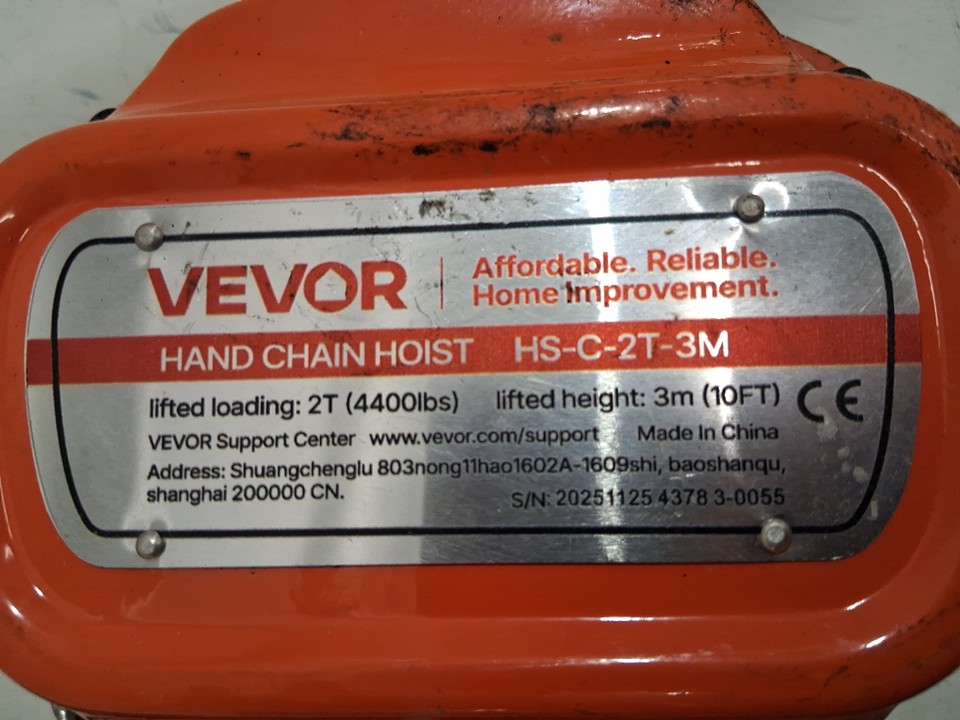 VEVOR
Affordable. Reliable.
Home Improvement.
HAND CHAIN HOIST HS-C-2T-3M
lifted loading: 2T (4400lbs) lifted height: 3m (10FT) CE
VEVOR Support Center www.vevor.com/support Made In China
Address: Shuangchenglu 803nong11hao1602A-1609shi, baoshanqu,
shanghai 200000 CN.
S/N: 20251125 4378 3-0055